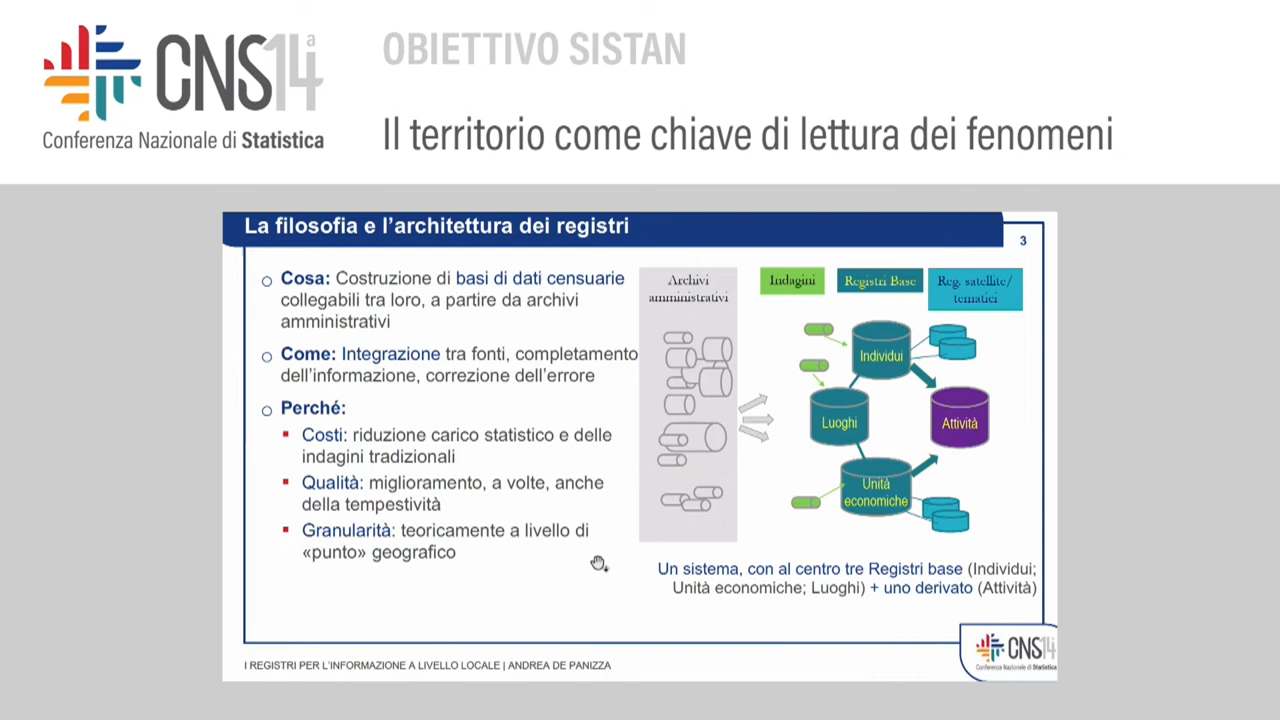 CNS14a
Conferenza Nazionale di Statistica
OBIETTIVO SISTAN
Il territorio come chiave di lettura dei fenomeni
La filosofia e l'architettura dei registri
3
Cosa: Costruzione di basi di dati censuarie
collegabili tra loro, a partire da archivi
amministrativi
Come: Integrazione tra fonti, completamento
dell'informazione, correzione dell'errore
Perché:
Costi: riduzione carico statistico e delle
indagini tradizionali
Qualità: miglioramento, a volte, anche
della tempestività
Granularità: teoricamente a livello di
«punto» geografico
Archivi
amministrativi
Indagini
Registri Base
Reg. satellite/
tematici
Individui
Luoghi
Attività
Unità
economiche
Un sistema, con al centro tre Registri base (Individui;
Unità economiche; Luoghi) + uno derivato (Attività)
I REGISTRI PER L'INFORMAZIONE A LIVELLO LOCALE | ANDREA DE PANIZZA
CNS14
Conferenza Nazionale di Statistica